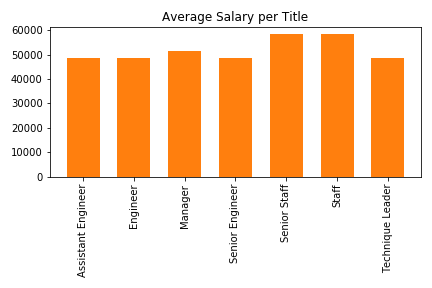 Average Salary per Title
60000
50000
40000
30000
20000
10000
0
Assistant Engineer
Engineer
Manager
Senior Engineer
Senior Staff
Staff
Technique Leader